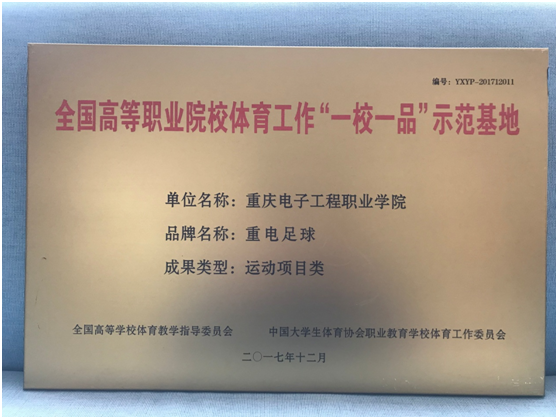 编号：YXYP-201712011
全国高等职业院校体育工作“一校一品”示范基地
单位名称：重庆电子工程职业学院
品牌名称：重电足球
成果类型：运动项目类
全国高等学校体育教学指导委员会 中国大学生体育协会职业教育学校体育工作委员会
二〇一七年十二月